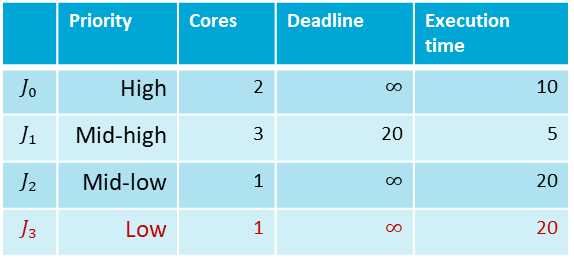 Priority Cores Deadline Execution time
J₀ High 2 ∞ 10
J₁ Mid-high 3 20 5
J₂ Mid-low 1 ∞ 20
J₃ Low 1 ∞ 20